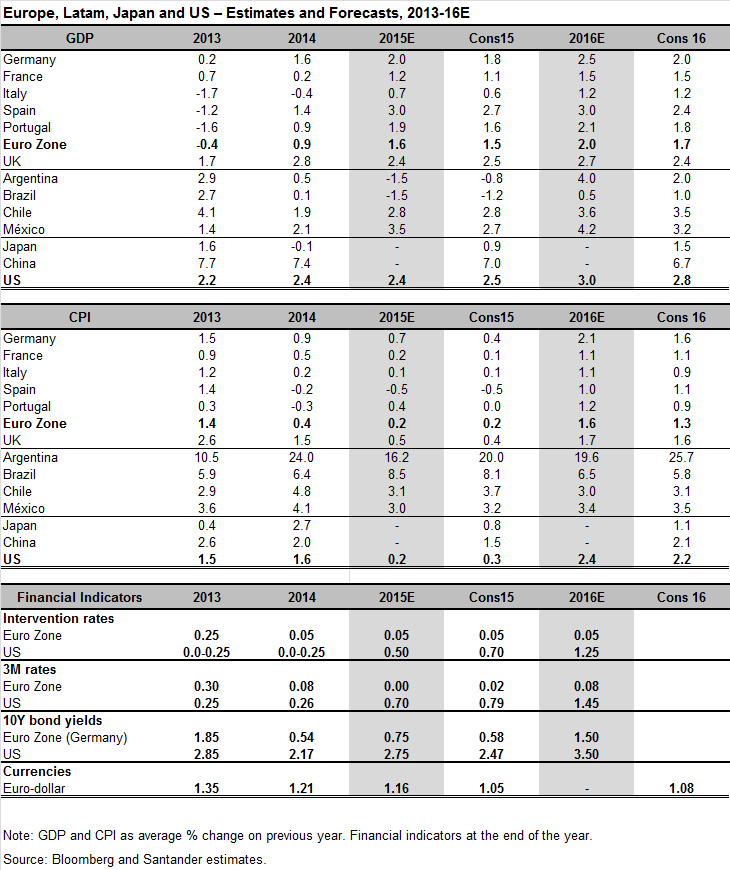 Europe, Latam, Japan and US – Estimates and Forecasts, 2013-16E
GDP 2013 2014 2015E Cons15 2016E Cons 16
Germany 0.2 1.6 2.0 1.8 2.5 2.0
France 0.7 0.2 1.2 1.1 1.5 1.5
Italy -1.7 -0.4 0.7 0.6 1.2 1.2
Spain -1.2 1.4 3.0 2.7 3.0 2.4
Portugal -1.6 0.9 1.9 1.6 2.1 1.8
Euro Zone -0.4 0.9 1.6 1.5 2.0 1.7
UK 1.7 2.8 2.4 2.5 2.7 2.4
Argentina 2.9 0.5 -1.5 -0.8 4.0 2.0
Brazil 2.7 0.1 -1.5 -1.2 0.5 1.0
Chile 4.1 1.9 2.8 2.8 3.6 3.5
México 1.4 2.1 3.5 2.7 4.2 3.2
Japan 1.6 -0.1 - 0.9 - 1.5
China 7.7 7.4 - 7.0 - 6.7
US 2.2 2.4 2.4 2.5 3.0 2.8
CPI 2013 2014 2015E Cons15 2016E Cons 16
Germany 1.5 0.9 0.7 0.4 2.1 1.6
France 0.9 0.5 0.2 0.1 1.1 1.1
Italy 1.2 0.2 0.1 0.1 1.1 0.9
Spain 1.4 -0.2 -0.5 -0.5 1.0 1.1
Portugal 0.3 -0.3 0.4 0.0 1.2 0.9
Euro Zone 1.4 0.4 0.2 0.2 1.6 1.3
UK 2.6 1.5 0.5 0.4 1.7 1.6
Argentina 10.5 24.0 16.2 20.0 19.6 25.7
Brazil 5.9 6.4 8.5 8.1 6.5 5.8
Chile 2.9 4.8 3.1 3.7 3.0 3.1
México 3.6 4.1 3.0 3.2 3.4 3.5
Japan 0.4 2.7 - 0.8 - 1.1
China 2.6 2.0 - 1.5 - 2.1
US 1.5 1.6 0.2 0.3 2.4 2.2
Financial Indicators 2013 2014 2015E Cons15 2016E Cons 16
Intervention rates
Euro Zone 0.25 0.05 0.05 0.05 0.05
US 0.0-0.25 0.0-0.25 0.50 0.70 1.25
3M rates
Euro Zone 0.30 0.08 0.00 0.02 0.08
US 0.25 0.26 0.70 0.79 1.45
10Y bond yields
Euro Zone (Germany) 1.85 0.54 0.75 0.58 1.50
US 2.85 2.17 2.75 2.47 3.50
Currencies
Euro-dollar 1.35 1.21 1.16 1.05 - 1.08
Note: GDP and CPI as average % change on previous year. Financial indicators at the end of the year.
Source: Bloomberg and Santander estimates.